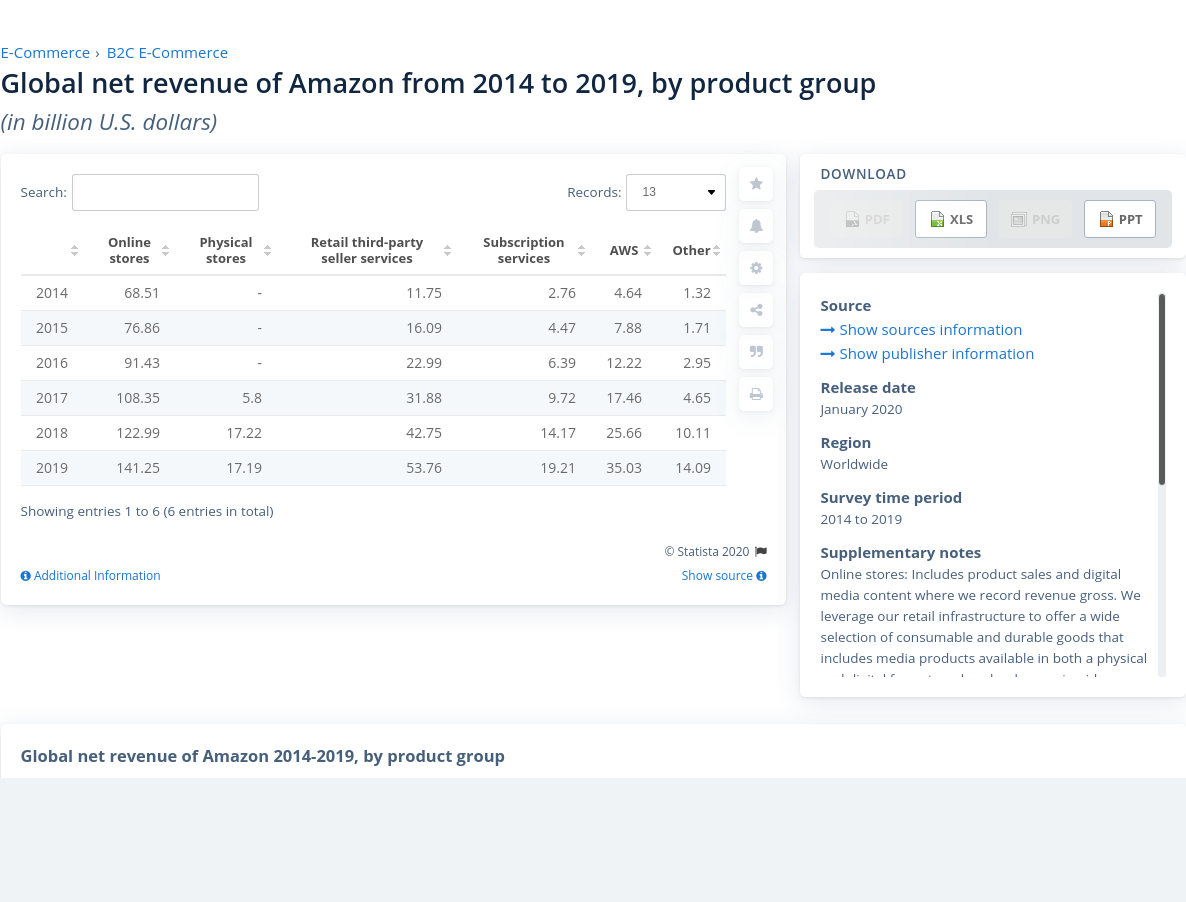 E-Commerce › B2C E-Commerce
Global net revenue of Amazon from 2014 to 2019, by product group
(in billion U.S. dollars)
Search:
Records: 13
Online stores Physical stores Retail third-party seller services Subscription services AWS Other
2014 68.51 - 11.75 2.76 4.64 1.32
2015 76.86 - 16.09 4.47 7.88 1.71
2016 91.43 - 22.99 6.39 12.22 2.95
2017 108.35 5.8 31.88 9.72 17.46 4.65
2018 122.99 17.22 42.75 14.17 25.66 10.11
2019 141.25 17.19 53.76 19.21 35.03 14.09
Showing entries 1 to 6 (6 entries in total)
© Statista 2020
Additional Information
Show source
DOWNLOAD
PDF XLS PNG PPT
Source
Show sources information
Show publisher information
Release date
January 2020
Region
Worldwide
Survey time period
2014 to 2019
Supplementary notes
Online stores: Includes product sales and digital
media content where we record revenue gross. We
leverage our retail infrastructure to offer a wide
selection of consumable and durable goods that
includes media products available in both a physical
Global net revenue of Amazon 2014-2019, by product group